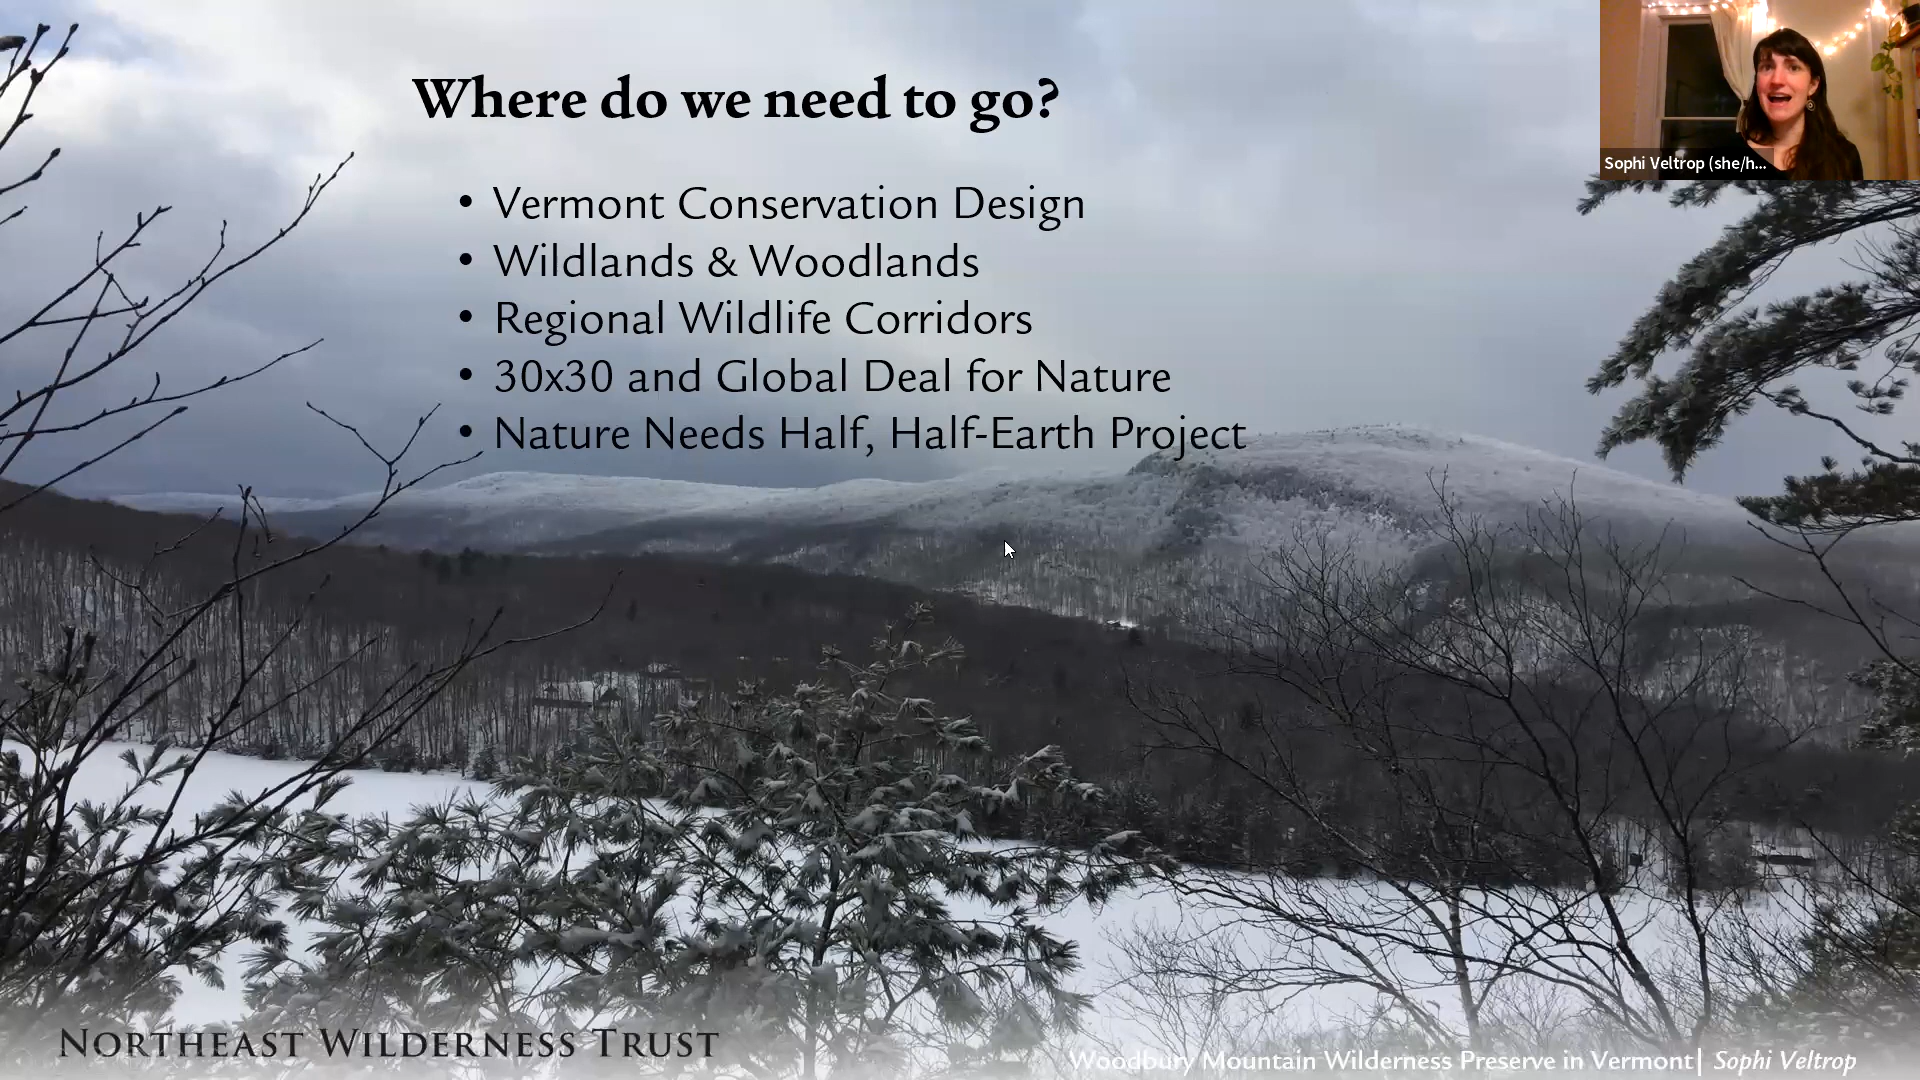 Where do we need to go?
• Vermont Conservation Design
• Wildlands & Woodlands
• Regional Wildlife Corridors
• 30x30 and Global Deal for Nature
• Nature Needs Half, Half-Earth Project
Sophi Veltrop (she/h...
NORTHEAST WILDERNESS TRUST
Woodbury Mountain Wilderness Preserve in Vermont| Sophi Veltrop